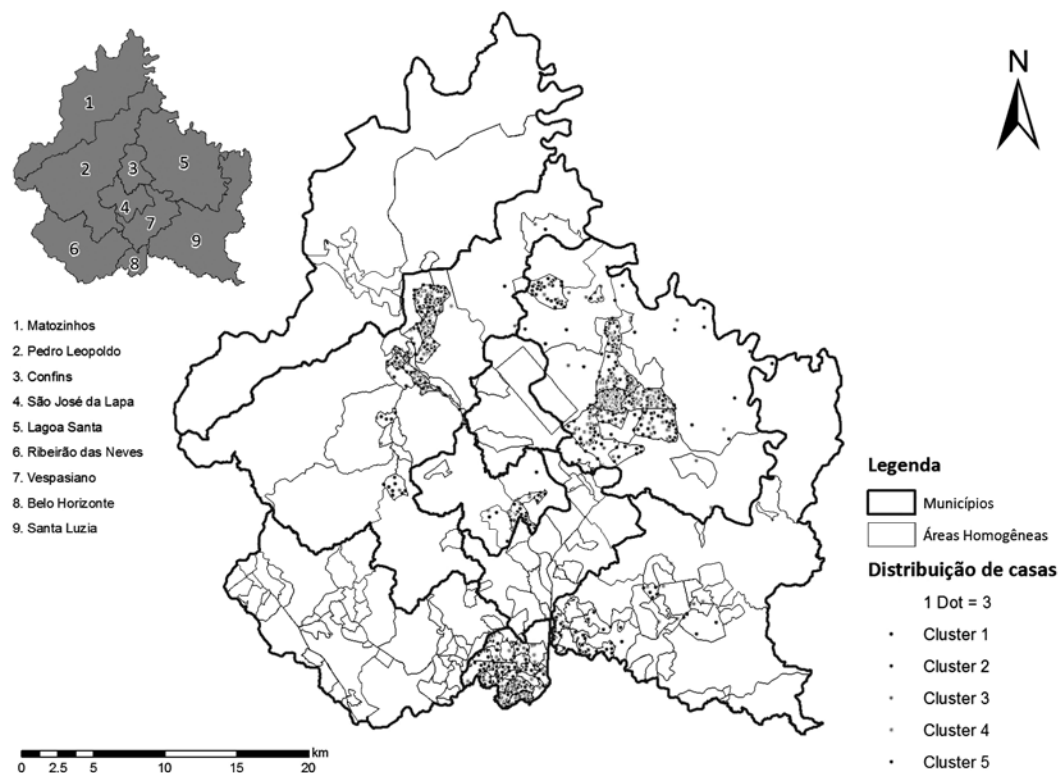 1
2
3
4
5
6
7
8
9
1. Matozinhos
2. Pedro Leopoldo
3. Confins
4. São José da Lapa
5. Lagoa Santa
6. Ribeirão das Neves
7. Vespasiano
8. Belo Horizonte
9. Santa Luzia
N
Legenda
Municípios
Áreas Homogêneas
Distribuição de casas
1 Dot = 3
Cluster 1
Cluster 2
Cluster 3
Cluster 4
Cluster 5
km
0 2.5 5 10 15 20